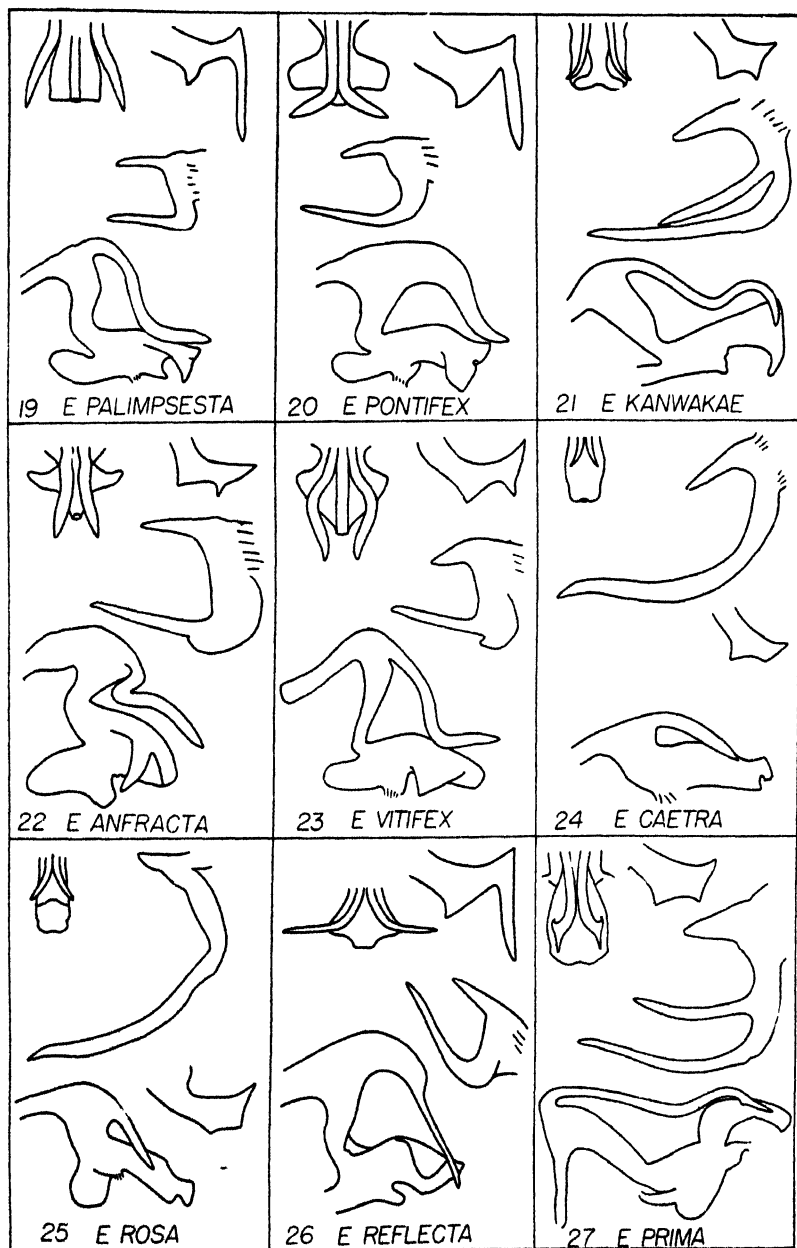 19 E PALIMPSESTA
20 E PONTIFEX
21 E KANWAKAE
22 E ANFRACTA
23 E VITIFEX
24 E CAETRA
25 E ROSA
26 E REFLECTA
27 E PRIMA